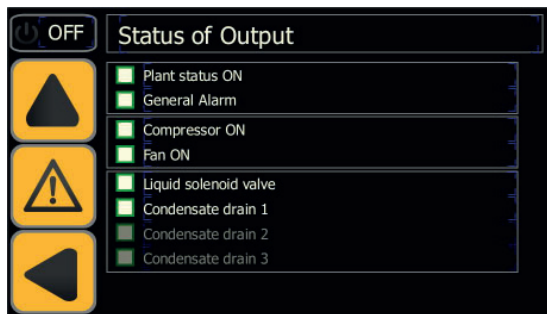 OFF
Status of Output
Plant status ON
General Alarm
Compressor ON
Fan ON
Liquid solenoid valve
Condensate drain 1
Condensate drain 2
Condensate drain 3